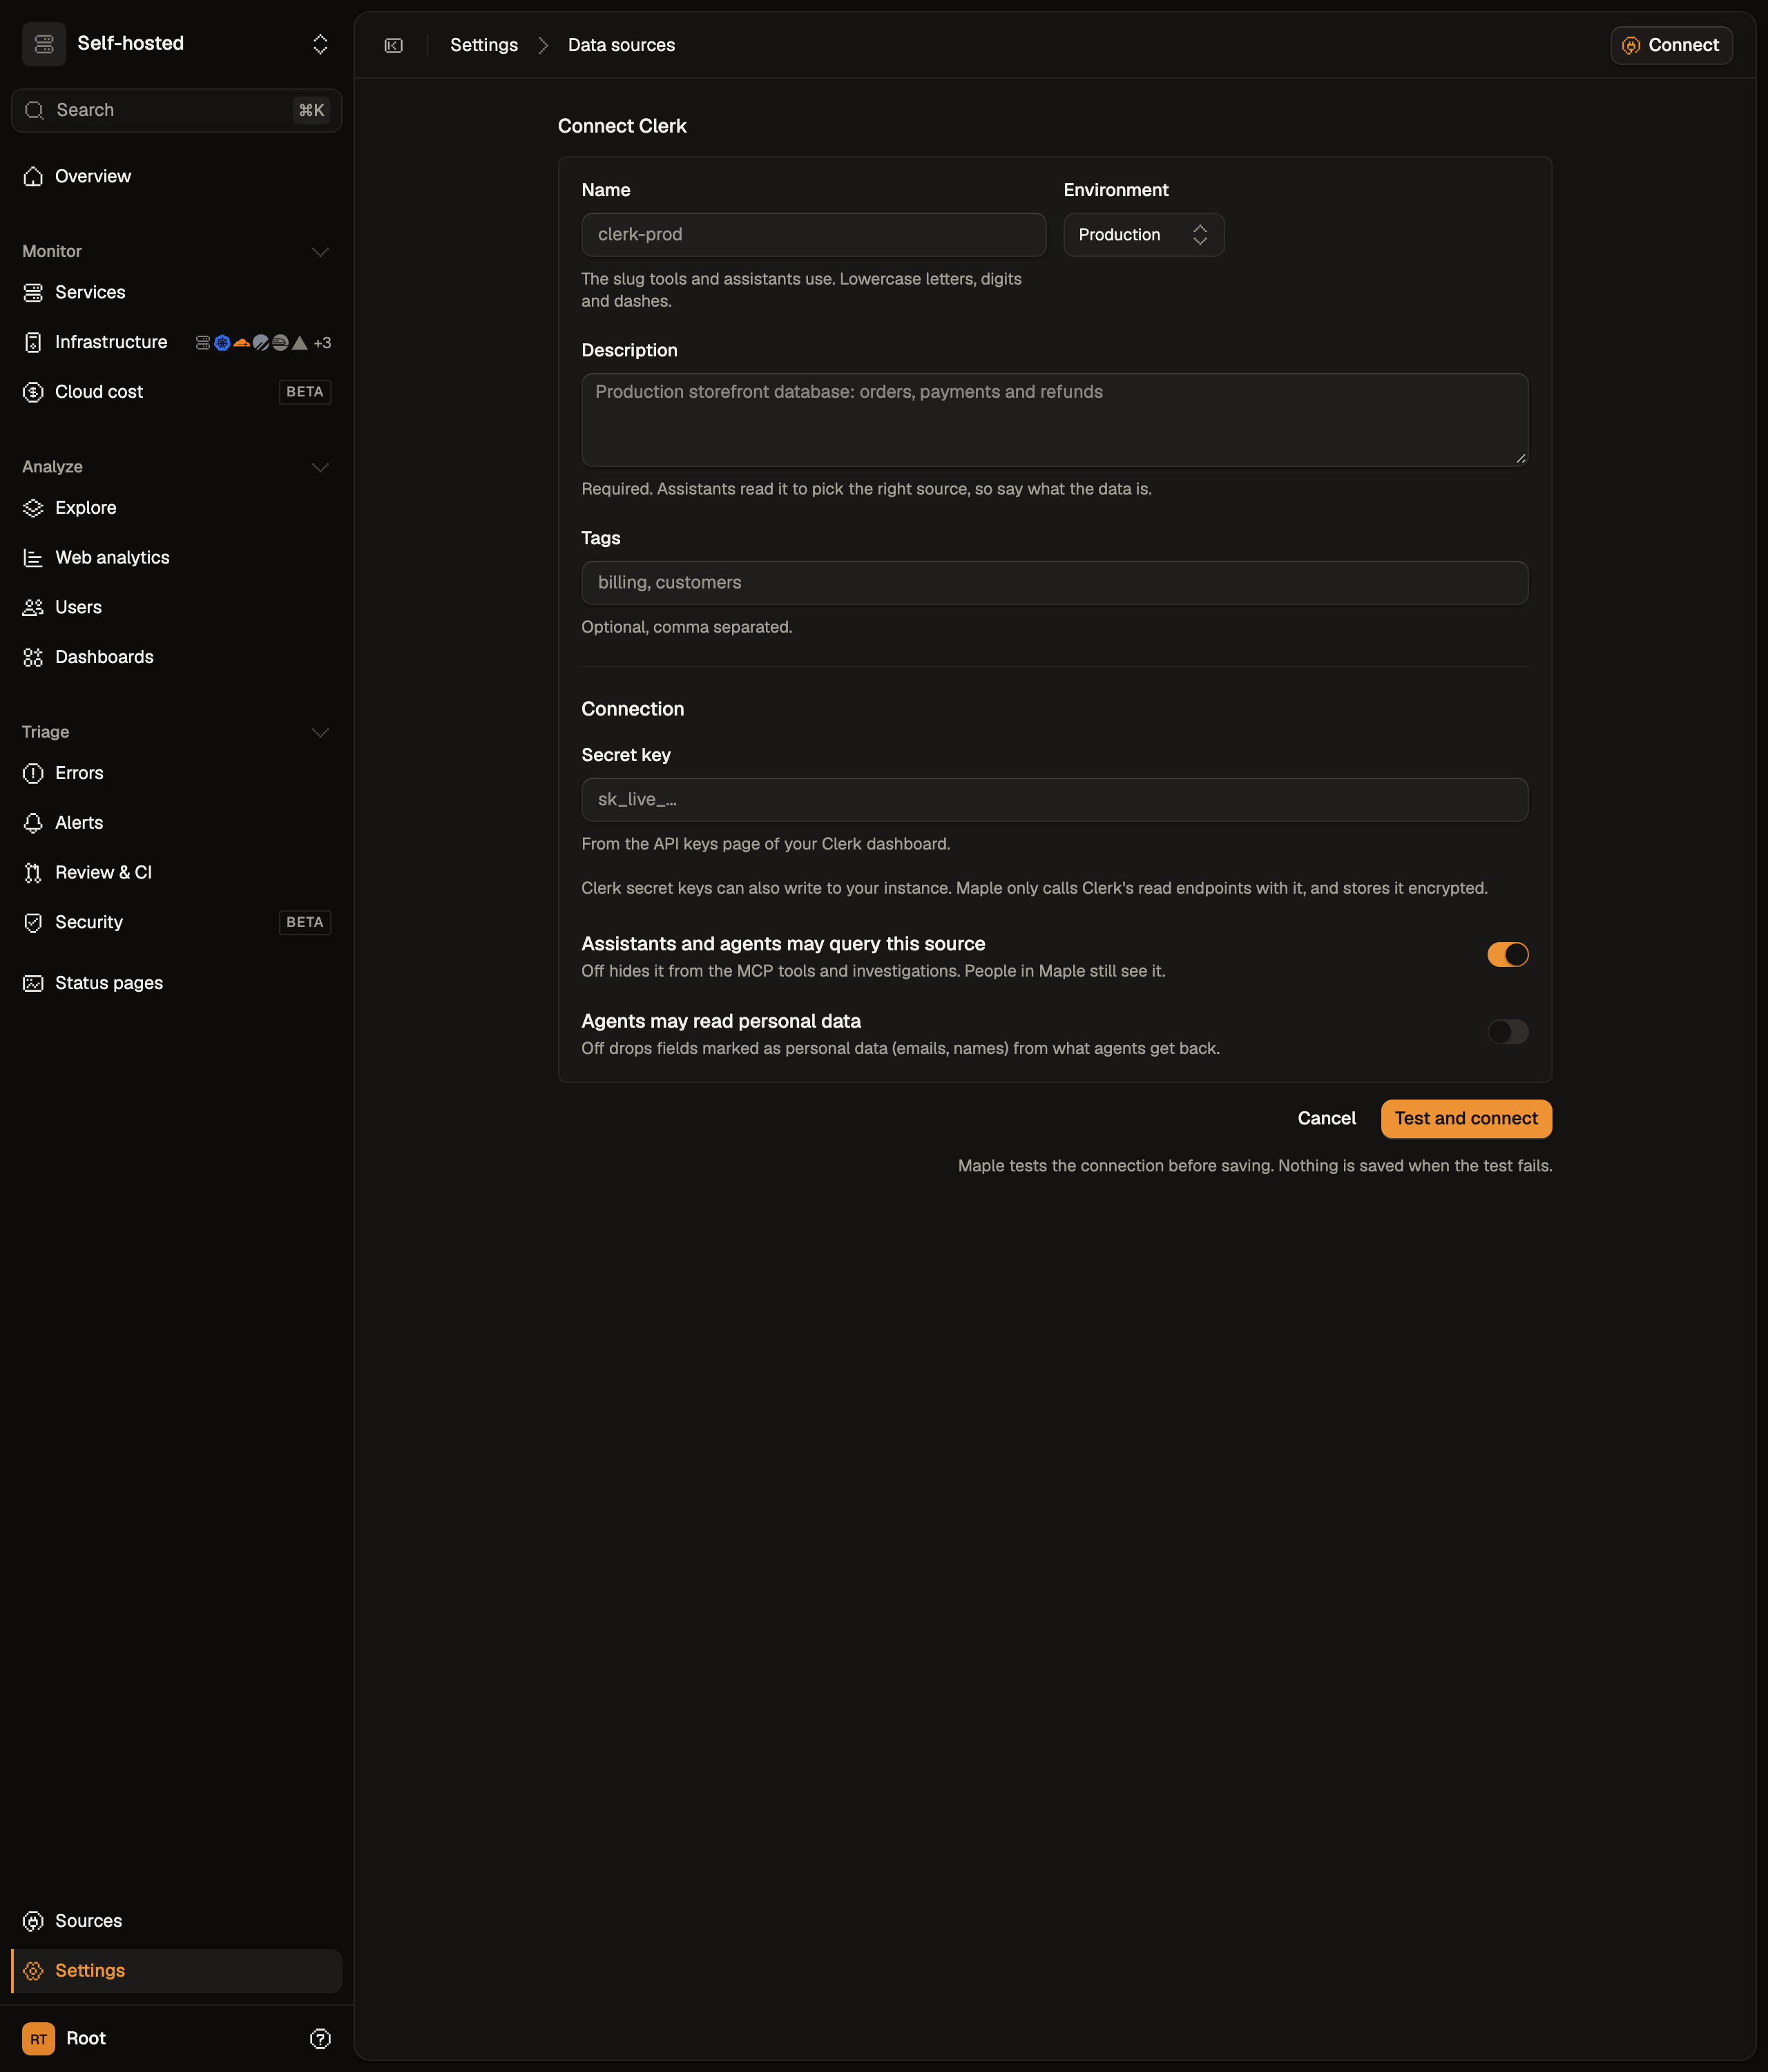 Self-hosted
Search ⌘K
Overview
Monitor
Services
Infrastructure +3
Cloud cost BETA
Analyze
Explore
Web analytics
Users
Dashboards
Triage
Errors
Alerts
Review & CI
Security BETA
Status pages
Sources
Settings
RT Root
Settings Data sources
Connect
Connect Clerk
Name Environment
clerk-prod Production
The slug tools and assistants use. Lowercase letters, digits
and dashes.
Description
Production storefront database: orders, payments and refunds
Required. Assistants read it to pick the right source, so say what the data is.
Tags
billing, customers
Optional, comma separated.
Connection
Secret key
sk_live_...
From the API keys page of your Clerk dashboard.
Clerk secret keys can also write to your instance. Maple only calls Clerk's read endpoints with it, and stores it encrypted.
Assistants and agents may query this source
Off hides it from the MCP tools and investigations. People in Maple still see it.
Agents may read personal data
Off drops fields marked as personal data (emails, names) from what agents get back.
Cancel Test and connect
Maple tests the connection before saving. Nothing is saved when the test fails.